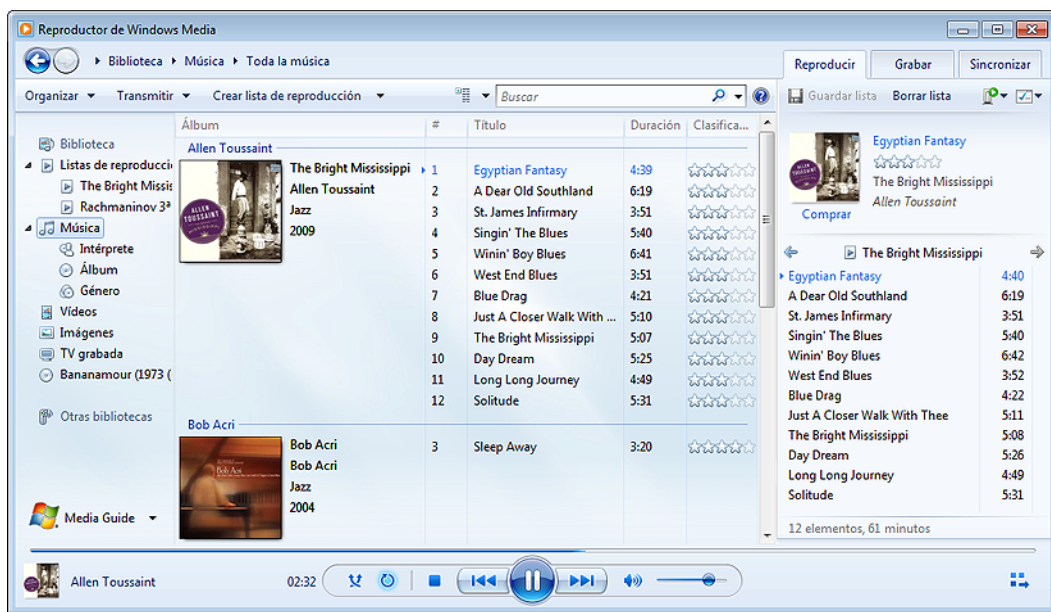 Reproductor de Windows Media
Biblioteca Música Toda la música
Reproducir Grabar Sincronizar
Organizar Transmitir Crear lista de reproducción Buscar
Guardar lista Borrar lista
Biblioteca
Listas de reproducci
The Bright Missis
Rachmaninov 3ª
Música
Intérprete
Álbum
Género
Vídeos
Imágenes
TV grabada
Bananamour (1973 (
Otras bibliotecas
Media Guide
Álbum # Título Duración Clasifica...
Allen Toussaint
ALLEN TOUSSAINT
The Bright Mississippi
Allen Toussaint
Jazz
2009
1 Egyptian Fantasy 4:39
2 A Dear Old Southland 6:19
3 St. James Infirmary 3:51
4 Singin' The Blues 5:40
5 Winin' Boy Blues 6:41
6 West End Blues 3:51
7 Blue Drag 4:21
8 Just A Closer Walk With ... 5:10
9 The Bright Mississippi 5:07
10 Day Dream 5:25
11 Long Long Journey 4:49
12 Solitude 5:31
Bob Acri
Bob Acri
Bob Acri
Bob Acri
Jazz
2004
3 Sleep Away 3:20
Egyptian Fantasy
The Bright Mississippi
Allen Toussaint
Comprar
The Bright Mississippi
Egyptian Fantasy 4:40
A Dear Old Southland 6:19
St. James Infirmary 3:51
Singin' The Blues 5:40
Winin' Boy Blues 6:42
West End Blues 3:52
Blue Drag 4:22
Just A Closer Walk With Thee 5:11
The Bright Mississippi 5:08
Day Dream 5:26
Long Long Journey 4:49
Solitude 5:31
12 elementos, 61 minutos
Allen Toussaint 02:32